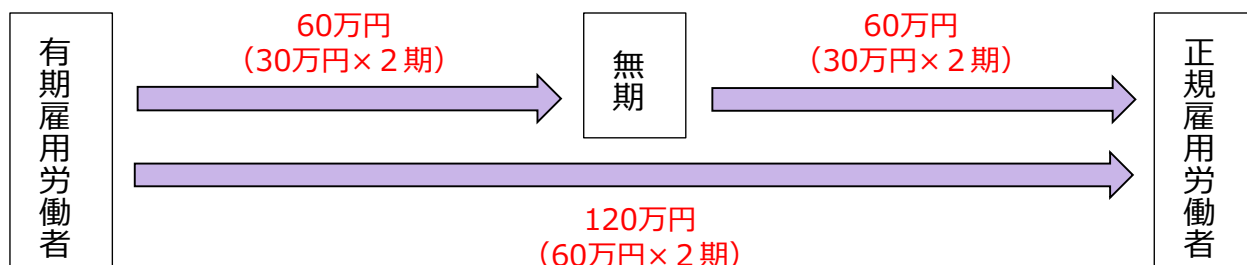 有期雇用労働者
60万円
（30万円×２期）
無期
60万円
（30万円×２期）
正規雇用労働者
120万円
（60万円×２期）